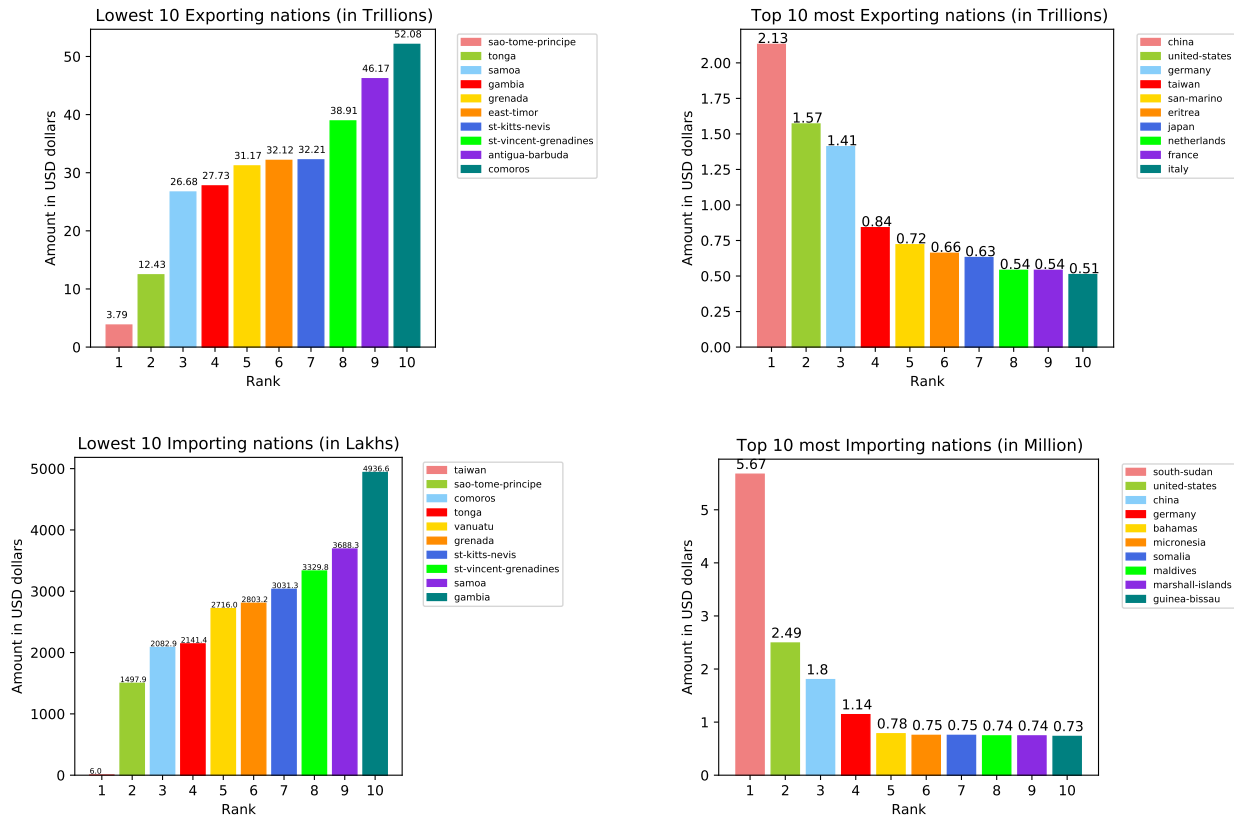 Lowest 10 Exporting nations (in Trillions)
Amount in USD dollars
50
40
30
20
10
0
3.79
12.43
26.68
27.73
31.17
32.12
32.21
38.91
46.17
52.08
1 2 3 4 5 6 7 8 9 10
Rank
sao-tome-principe
tonga
samoa
gambia
grenada
east-timor
st-kitts-nevis
st-vincent-grenadines
antigua-barbuda
comoros
Top 10 most Exporting nations (in Trillions)
Amount in USD dollars
2.00
1.75
1.50
1.25
1.00
0.75
0.50
0.25
0.00
2.13
1.57
1.41
0.84
0.72
0.66
0.63
0.54
0.54
0.51
1 2 3 4 5 6 7 8 9 10
Rank
china
united-states
germany
taiwan
san-marino
eritrea
japan
netherlands
france
italy
Lowest 10 Importing nations (in Lakhs)
Amount in USD dollars
5000
4000
3000
2000
1000
0
6.0
1497.9
2082.9
2141.4
2716.0
2803.2
3031.3
3329.8
3688.3
4936.6
1 2 3 4 5 6 7 8 9 10
Rank
taiwan
sao-tome-principe
comoros
tonga
vanuatu
grenada
st-kitts-nevis
st-vincent-grenadines
samoa
gambia
Top 10 most Importing nations (in Million)
Amount in USD dollars
5
4
3
2
1
0
5.67
2.49
1.8
1.14
0.78
0.75
0.75
0.74
0.74
0.73
1 2 3 4 5 6 7 8 9 10
Rank
south-sudan
united-states
china
germany
bahamas
micronesia
somalia
maldives
marshall-islands
guinea-bissau